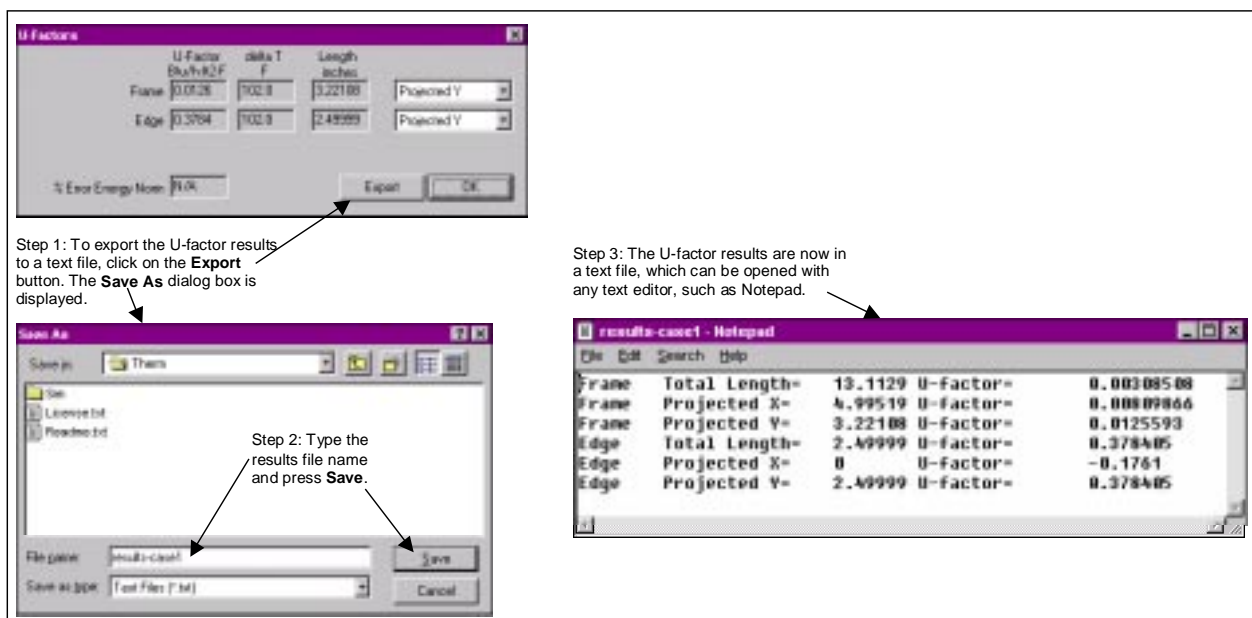 U-Factors
U-Factor delta T Length
Btu/h-ft2-F F inches
Frame 0.0126 102.0 3.22108 Projected Y
Edge 0.3784 102.0 2.49999 Projected Y
% Error Energy Norm N/A
Export OK
Step 1: To export the U-factor results
to a text file, click on the Export
button. The Save As dialog box is
displayed.
Save As
Save in: Therm
Sim
License.txt
Readme.txt
Step 2: Type the
results file name
and press Save.
File name: results-case1 Save
Save as type: Text Files (*.txt) Cancel
Step 3: The U-factor results are now in
a text file, which can be opened with
any text editor, such as Notepad.
results-case1 - Notepad
File Edit Search Help
Frame Total Length= 13.1129 U-factor= 0.00308508
Frame Projected X= 4.99519 U-factor= 0.00809866
Frame Projected Y= 3.22108 U-factor= 0.0125593
Edge Total Length= 2.49999 U-factor= 0.378405
Edge Projected X= 0 U-factor= -0.1761
Edge Projected Y= 2.49999 U-factor= 0.378405